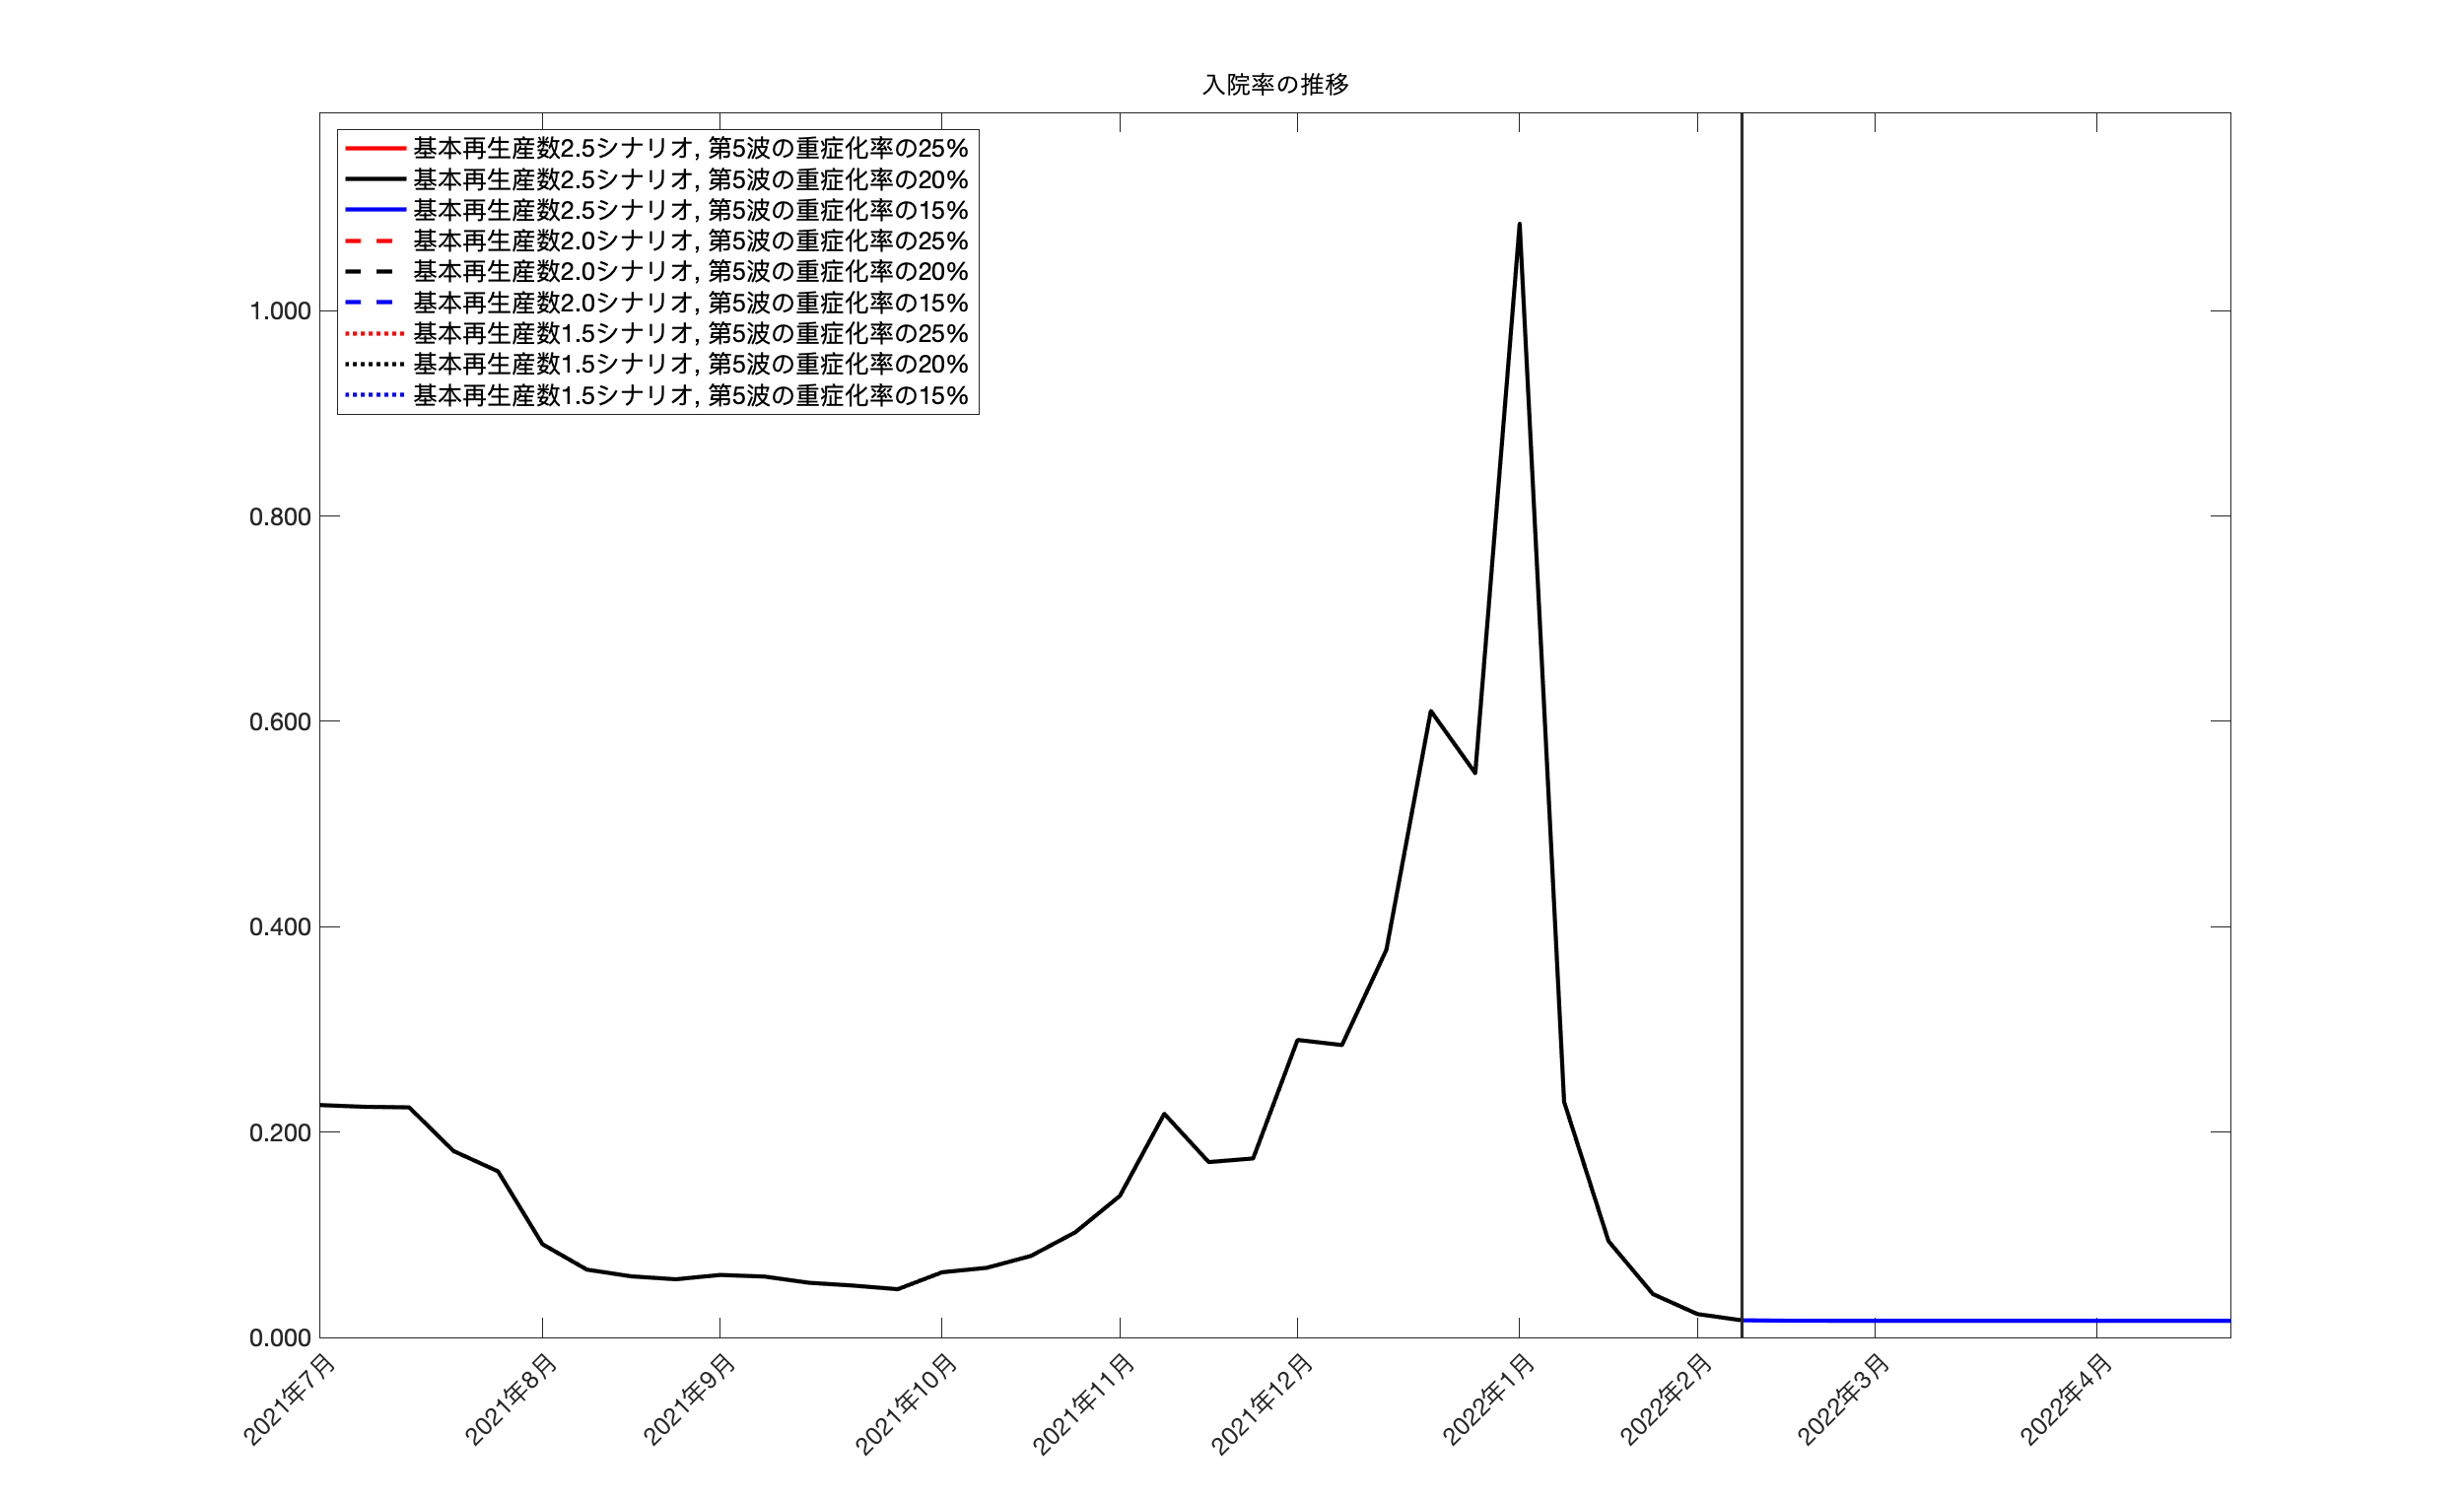 入院率の推移
基本再生産数2.5シナリオ, 第5波の重症化率の25%
基本再生産数2.5シナリオ, 第5波の重症化率の20%
基本再生産数2.5シナリオ, 第5波の重症化率の15%
基本再生産数2.0シナリオ, 第5波の重症化率の25%
基本再生産数2.0シナリオ, 第5波の重症化率の20%
基本再生産数2.0シナリオ, 第5波の重症化率の15%
基本再生産数1.5シナリオ, 第5波の重症化率の25%
基本再生産数1.5シナリオ, 第5波の重症化率の20%
基本再生産数1.5シナリオ, 第5波の重症化率の15%
1.000
0.800
0.600
0.400
0.200
0.000
2021年7月
2021年8月
2021年9月
2021年10月
2021年11月
2021年12月
2022年1月
2022年2月
2022年3月
2022年4月